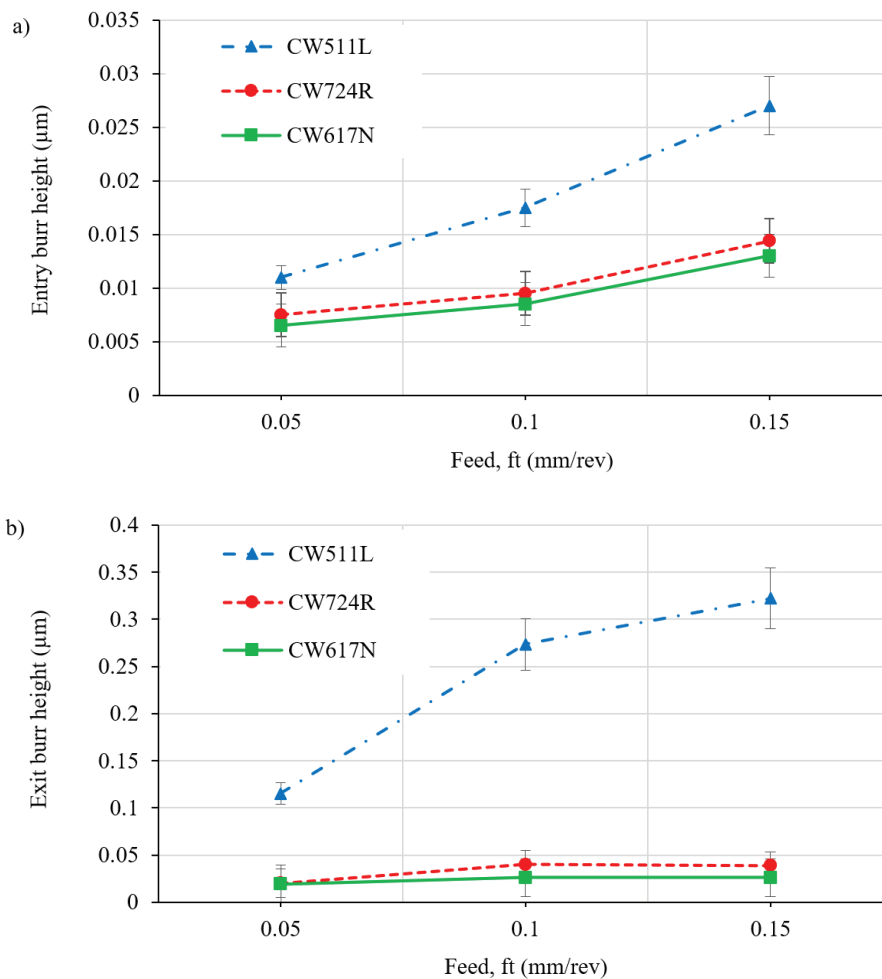 a)
Entry burr height (µm)
0.035
0.03
0.025
0.02
0.015
0.01
0.005
0
CW511L
CW724R
CW617N
0.05 0.1 0.15
Feed, ft (mm/rev)
b)
Exit burr height (µm)
0.4
0.35
0.3
0.25
0.2
0.15
0.1
0.05
0
CW511L
CW724R
CW617N
0.05 0.1 0.15
Feed, ft (mm/rev)